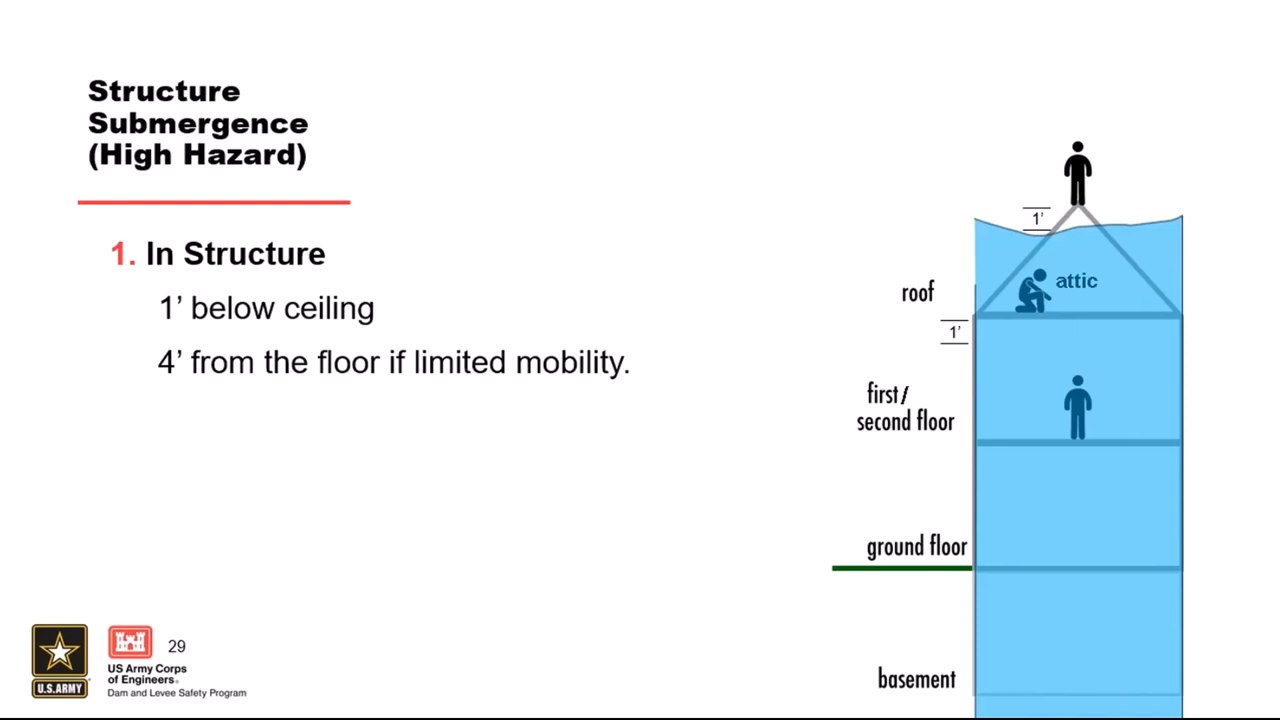 Structure
Submergence
(High Hazard)
1. In Structure
1’ below ceiling
4’ from the floor if limited mobility.
1'
attic
roof
1'
first/
second floor
ground floor
basement
U.S.ARMY
US Army Corps
of Engineers®
Dam and Levee Safety Program
29